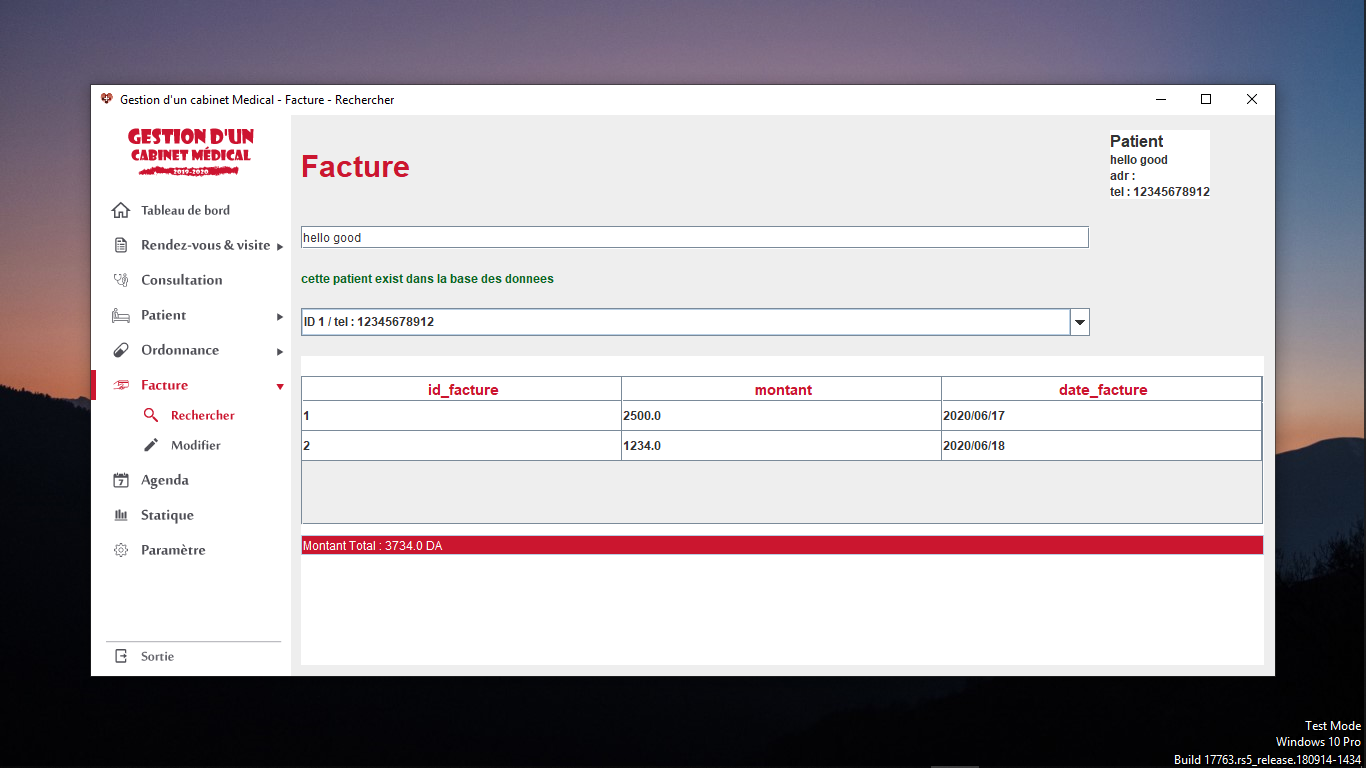 Gestion d'un cabinet Medical - Facture - Rechercher
GESTION D'UN
CABINET MÉDICAL
2019-2020
Tableau de bord
Rendez-vous & visite
Consultation
Patient
Ordonnance
Facture
Rechercher
Modifier
Agenda
Statique
Paramètre
Sortie
Facture
Patient
hello good
adr :
tel : 12345678912
hello good
cette patient exist dans la base des donnees
ID 1 / tel : 12345678912
id_facture montant date_facture
1 2500.0 2020/06/17
2 1234.0 2020/06/18
Montant Total : 3734.0 DA
Test Mode
Windows 10 Pro
Build 17763.rs5_release.180914-1434